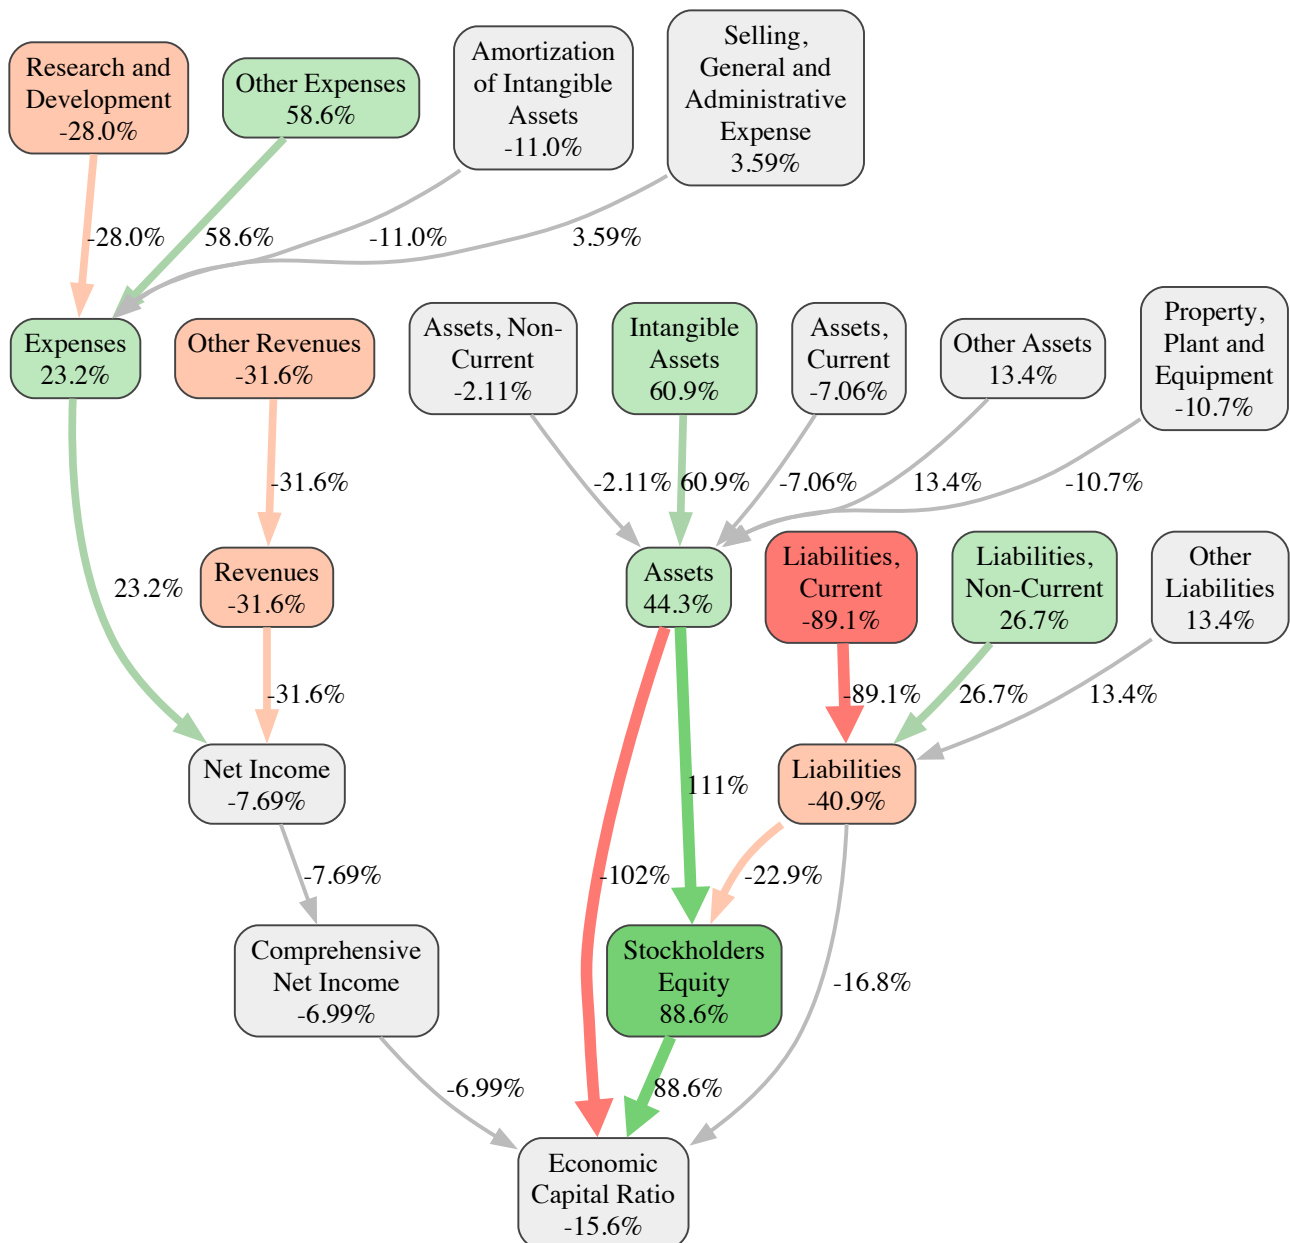 Research and
Development
-28.0%
Other Expenses
58.6%
Amortization
of Intangible
Assets
-11.0%
Selling,
General and
Administrative
Expense
3.59%
-28.0%
58.6%
-11.0%
3.59%
Expenses
23.2%
Other Revenues
-31.6%
Assets, Non-
Current
-2.11%
Intangible
Assets
60.9%
Assets,
Current
-7.06%
Other Assets
13.4%
Property,
Plant and
Equipment
-10.7%
-31.6%
-2.11%
60.9%
-7.06%
13.4%
-10.7%
23.2%
Revenues
-31.6%
Assets
44.3%
Liabilities,
Current
-89.1%
Liabilities,
Non-Current
26.7%
Other
Liabilities
13.4%
-31.6%
-89.1%
26.7%
13.4%
Net Income
-7.69%
111%
Liabilities
-40.9%
-7.69%
-102%
-22.9%
Comprehensive
Net Income
-6.99%
Stockholders
Equity
88.6%
-16.8%
-6.99%
88.6%
Economic
Capital Ratio
-15.6%